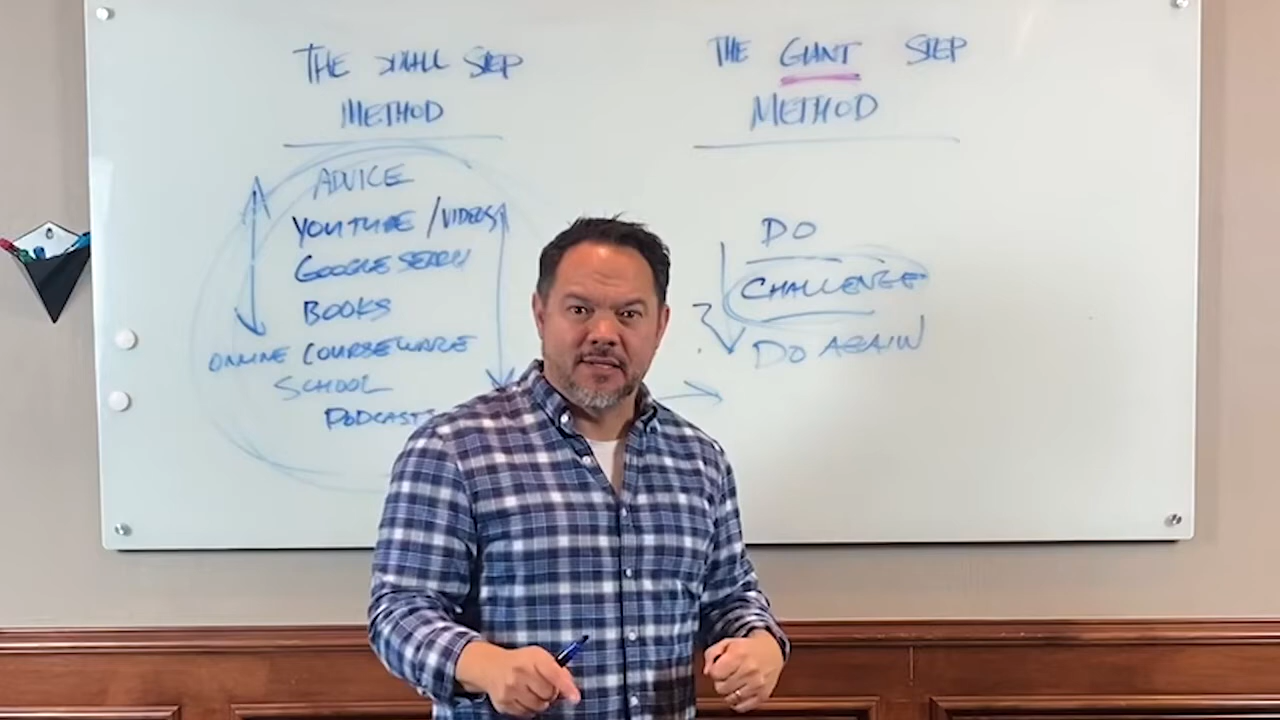 THE SMALL STEP
METHOD
ADVICE
YOUTUBE / VIDEOS
GOOGLE SEARCH
BOOKS
ONLINE COURSEWARE
SCHOOL
PODCASTS
THE GIANT STEP
METHOD
DO
CHALLENGE
DO AGAIN